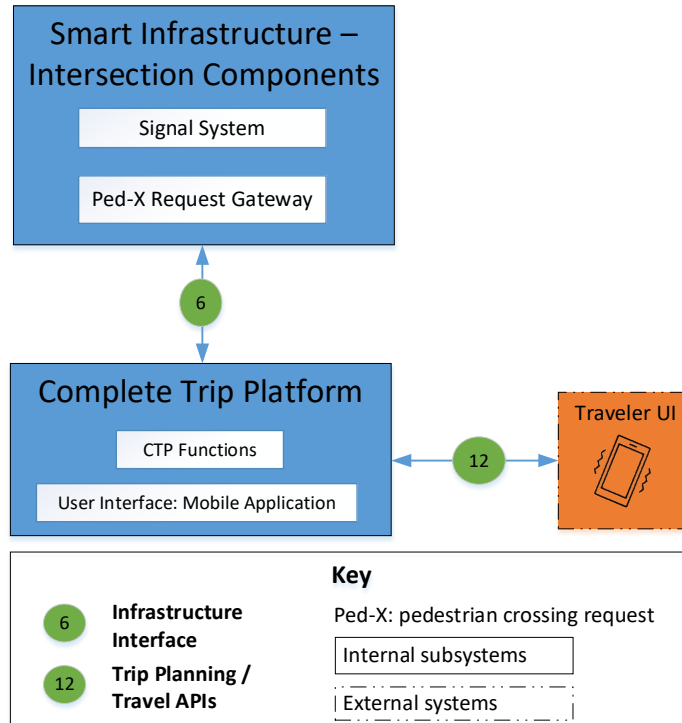 Smart Infrastructure –
Intersection Components
Signal System
Ped-X Request Gateway
6
Complete Trip Platform
CTP Functions
User Interface: Mobile Application
12
Traveler UI
Key
6
Infrastructure
Interface
12
Trip Planning /
Travel APIs
Ped-X: pedestrian crossing request
Internal subsystems
External systems